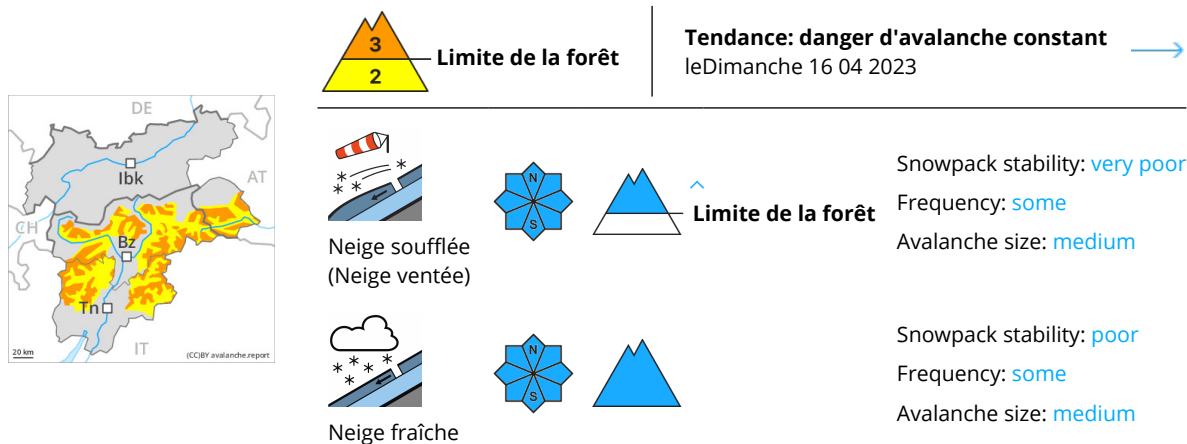 3
2
Limite de la forêt
Tendance: danger d'avalanche constant
leDimanche 16 04 2023
DE
Ibk
AT
CH
Bz
Tn
IT
20 km
(CC)BY avalanche.report
N
S
Limite de la forêt
Snowpack stability: very poor
Frequency: some
Avalanche size: medium
Neige soufflée
(Neige ventée)
N
S
Snowpack stability: poor
Frequency: some
Avalanche size: medium
Neige fraîche